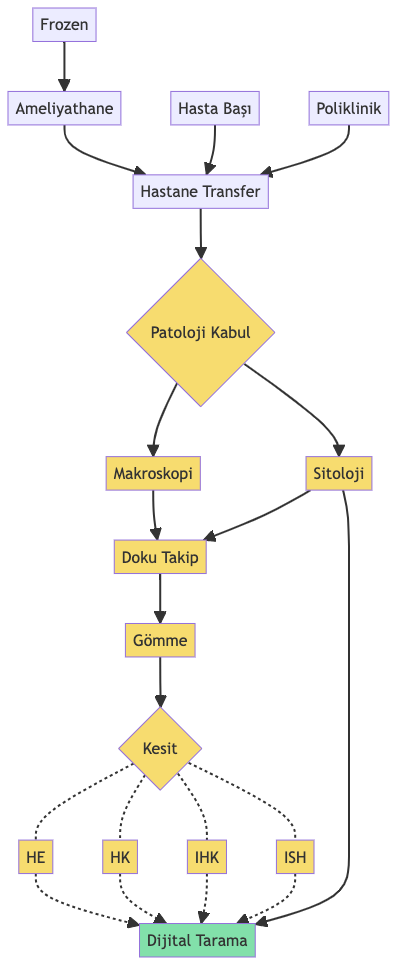 Frozen
Ameliyathane
Hasta Başı
Poliklinik
Hastane Transfer
Patoloji Kabul
Makroskopi
Sitoloji
Doku Takip
Gömme
Kesit
HE
HK
IHK
ISH
Dijital Tarama